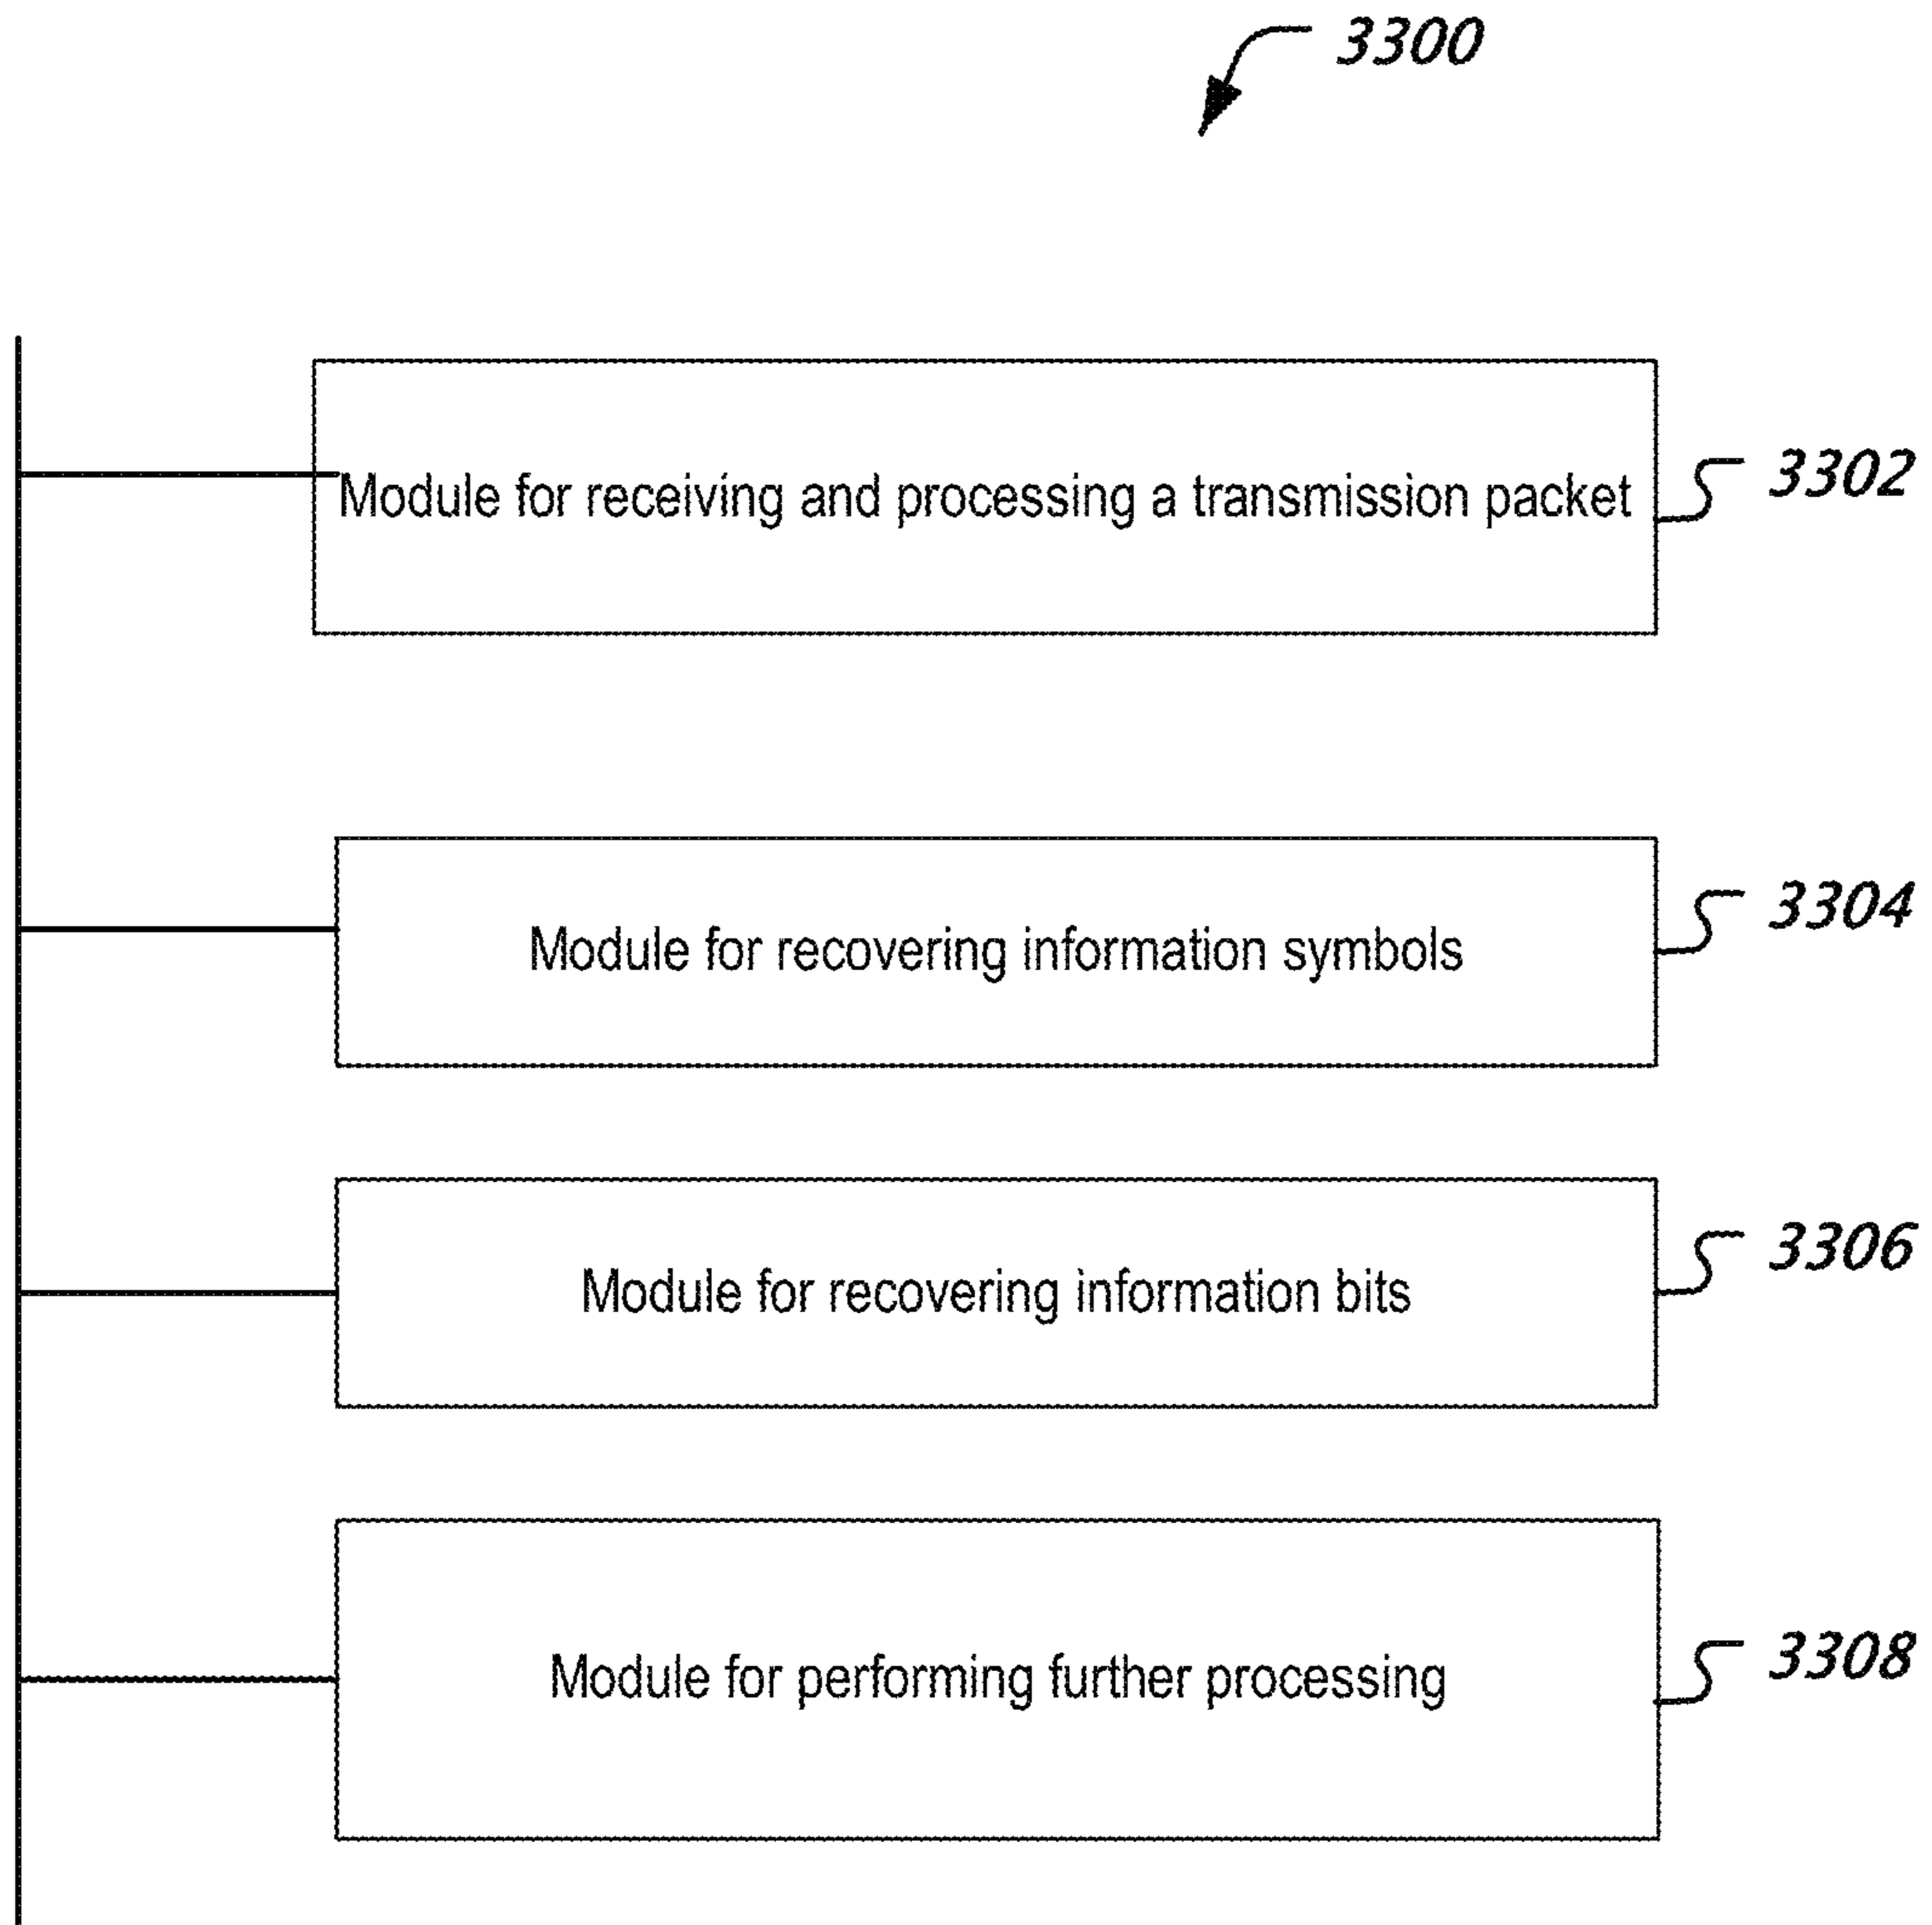 3300
Module for receiving and processing a transmission packet
3302
Module for recovering information symbols
3304
Module for recovering information bits
3306
Module for performing further processing
3308